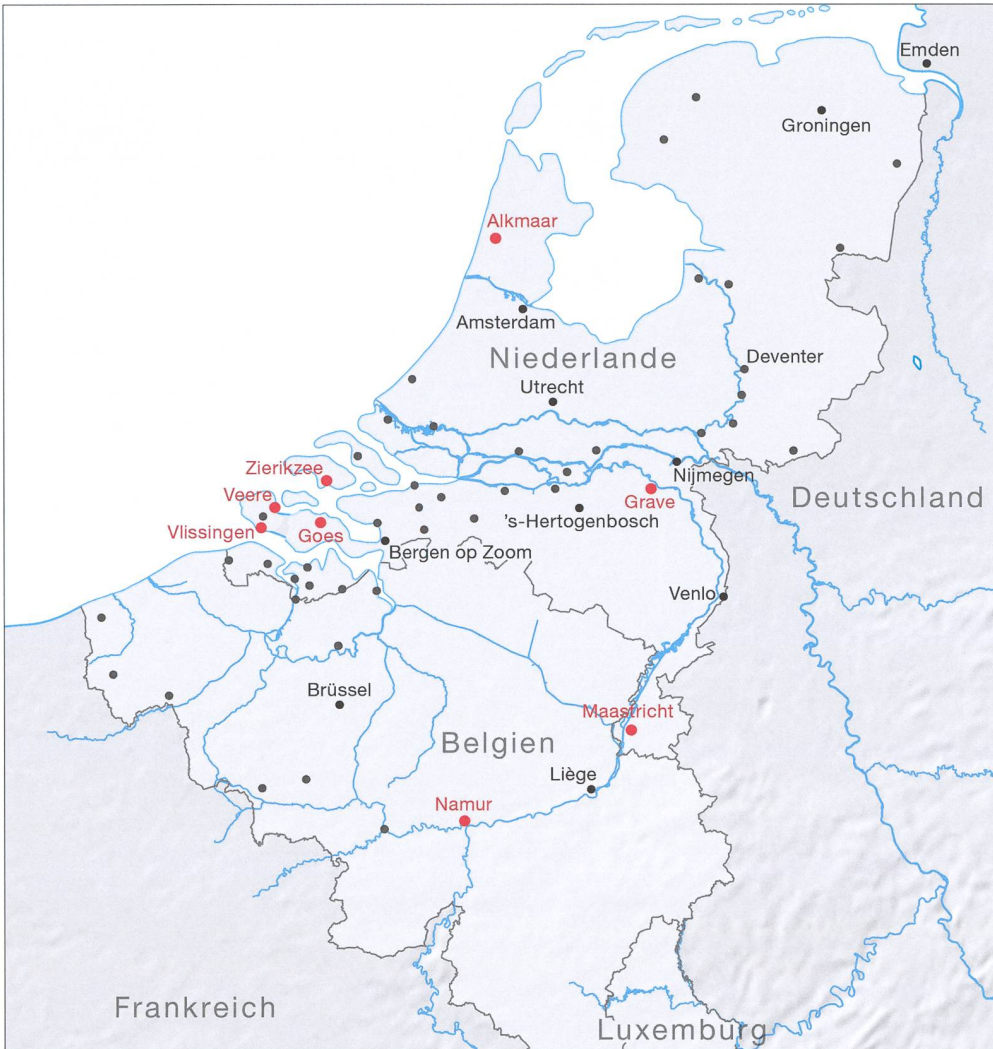 Emden
Groningen
Alkmaar
Amsterdam
Niederlande
Deventer
Utrecht
Zierikzee
Nijmegen
Veere
Grave
Deutschland
Vlissingen
Goes
's-Hertogenbosch
Bergen op Zoom
Venlo
Brüssel
Maastricht
Belgien
Liège
Namur
Frankreich
Luxemburg